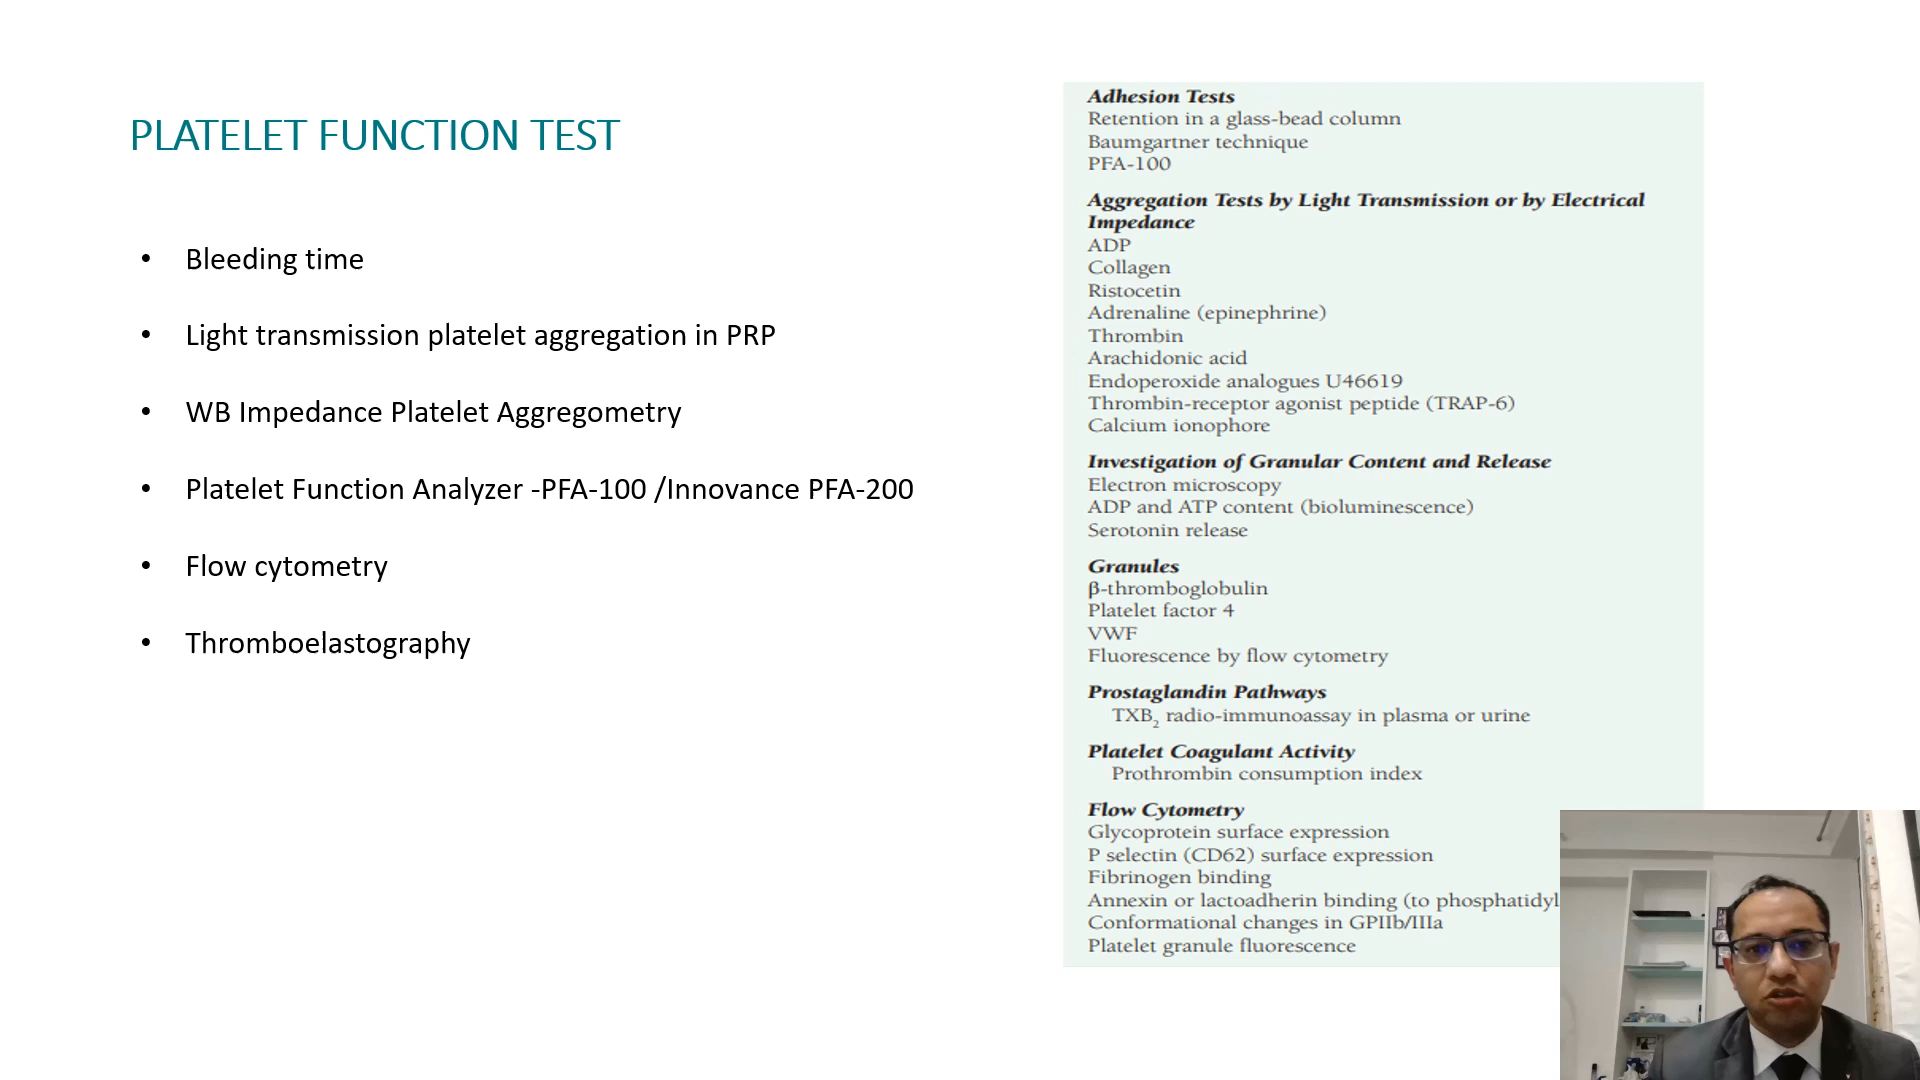 PLATELET FUNCTION TEST
• Bleeding time
• Light transmission platelet aggregation in PRP
• WB Impedance Platelet Aggregometry
• Platelet Function Analyzer -PFA-100 /Innovance PFA-200
• Flow cytometry
• Thromboelastography
Adhesion Tests
Retention in a glass-bead column
Baumgartner technique
PFA-100
Aggregation Tests by Light Transmission or by Electrical
Impedance
ADP
Collagen
Ristocetin
Adrenaline (epinephrine)
Thrombin
Arachidonic acid
Endoperoxide analogues U46619
Thrombin-receptor agonist peptide (TRAP-6)
Calcium ionophore
Investigation of Granular Content and Release
Electron microscopy
ADP and ATP content (bioluminescence)
Serotonin release
Granules
β-thromboglobulin
Platelet factor 4
VWF
Fluorescence by flow cytometry
Prostaglandin Pathways
TXB₂ radio-immunoassay in plasma or urine
Platelet Coagulant Activity
Prothrombin consumption index
Flow Cytometry
Glycoprotein surface expression
P selectin (CD62) surface expression
Fibrinogen binding
Annexin or lactoadherin binding (to phosphatidyl
Conformational changes in GPIIb/IIIa
Platelet granule fluorescence